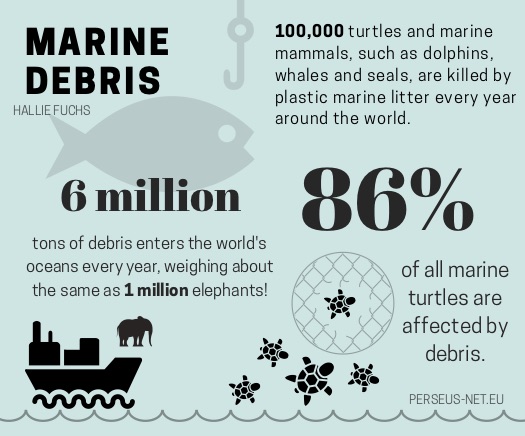 MARINE
DEBRIS
HALLIE FUCHS
100,000 turtles and marine
mammals, such as dolphins,
whales and seals, are killed by
plastic marine litter every year
around the world.
6 million
tons of debris enters the world's
oceans every year, weighing about
the same as 1 million elephants!
86%
of all marine
turtles are
affected by
debris.
PERSEUS-NET.EU